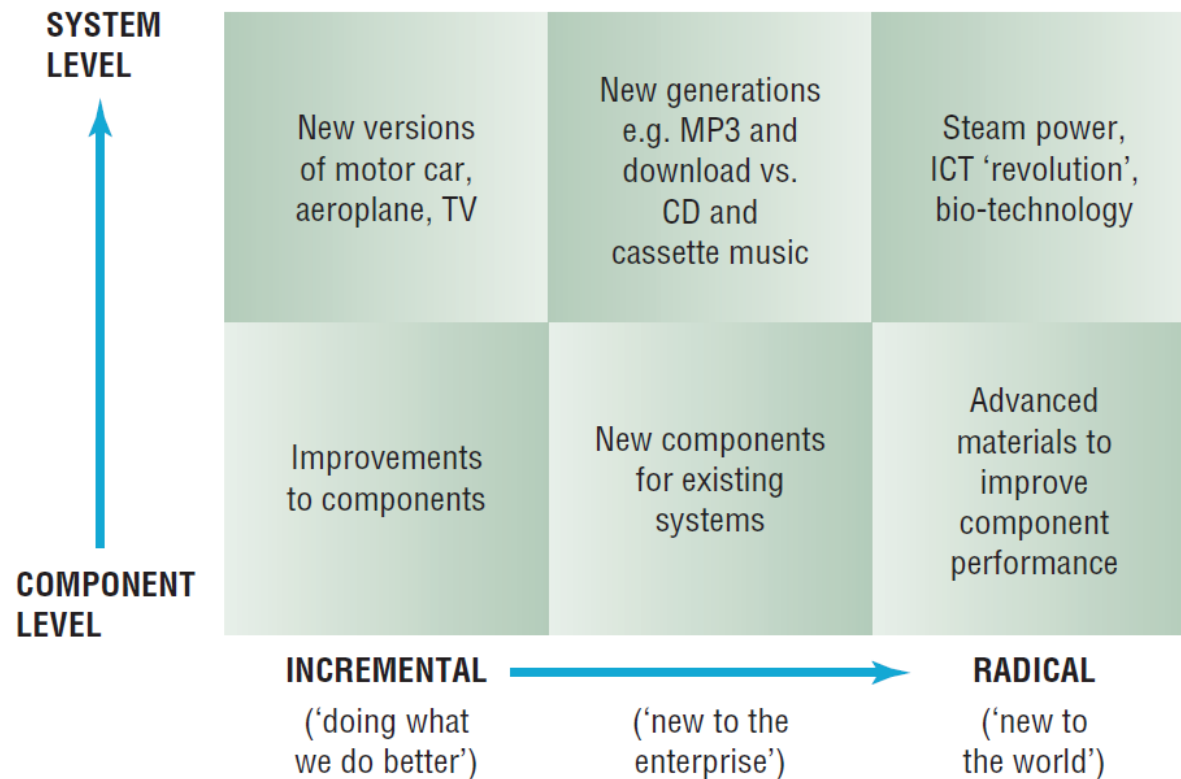 SYSTEM
LEVEL
New versions
of motor car,
aeroplane, TV
New generations
e.g. MP3 and
download vs.
CD and
cassette music
Steam power,
ICT ‘revolution’,
bio-technology
Improvements
to components
New components
for existing
systems
Advanced
materials to
improve
component
performance
COMPONENT
LEVEL
INCREMENTAL
RADICAL
(‘doing what
we do better’)
(‘new to the
enterprise’)
(‘new to
the world’)